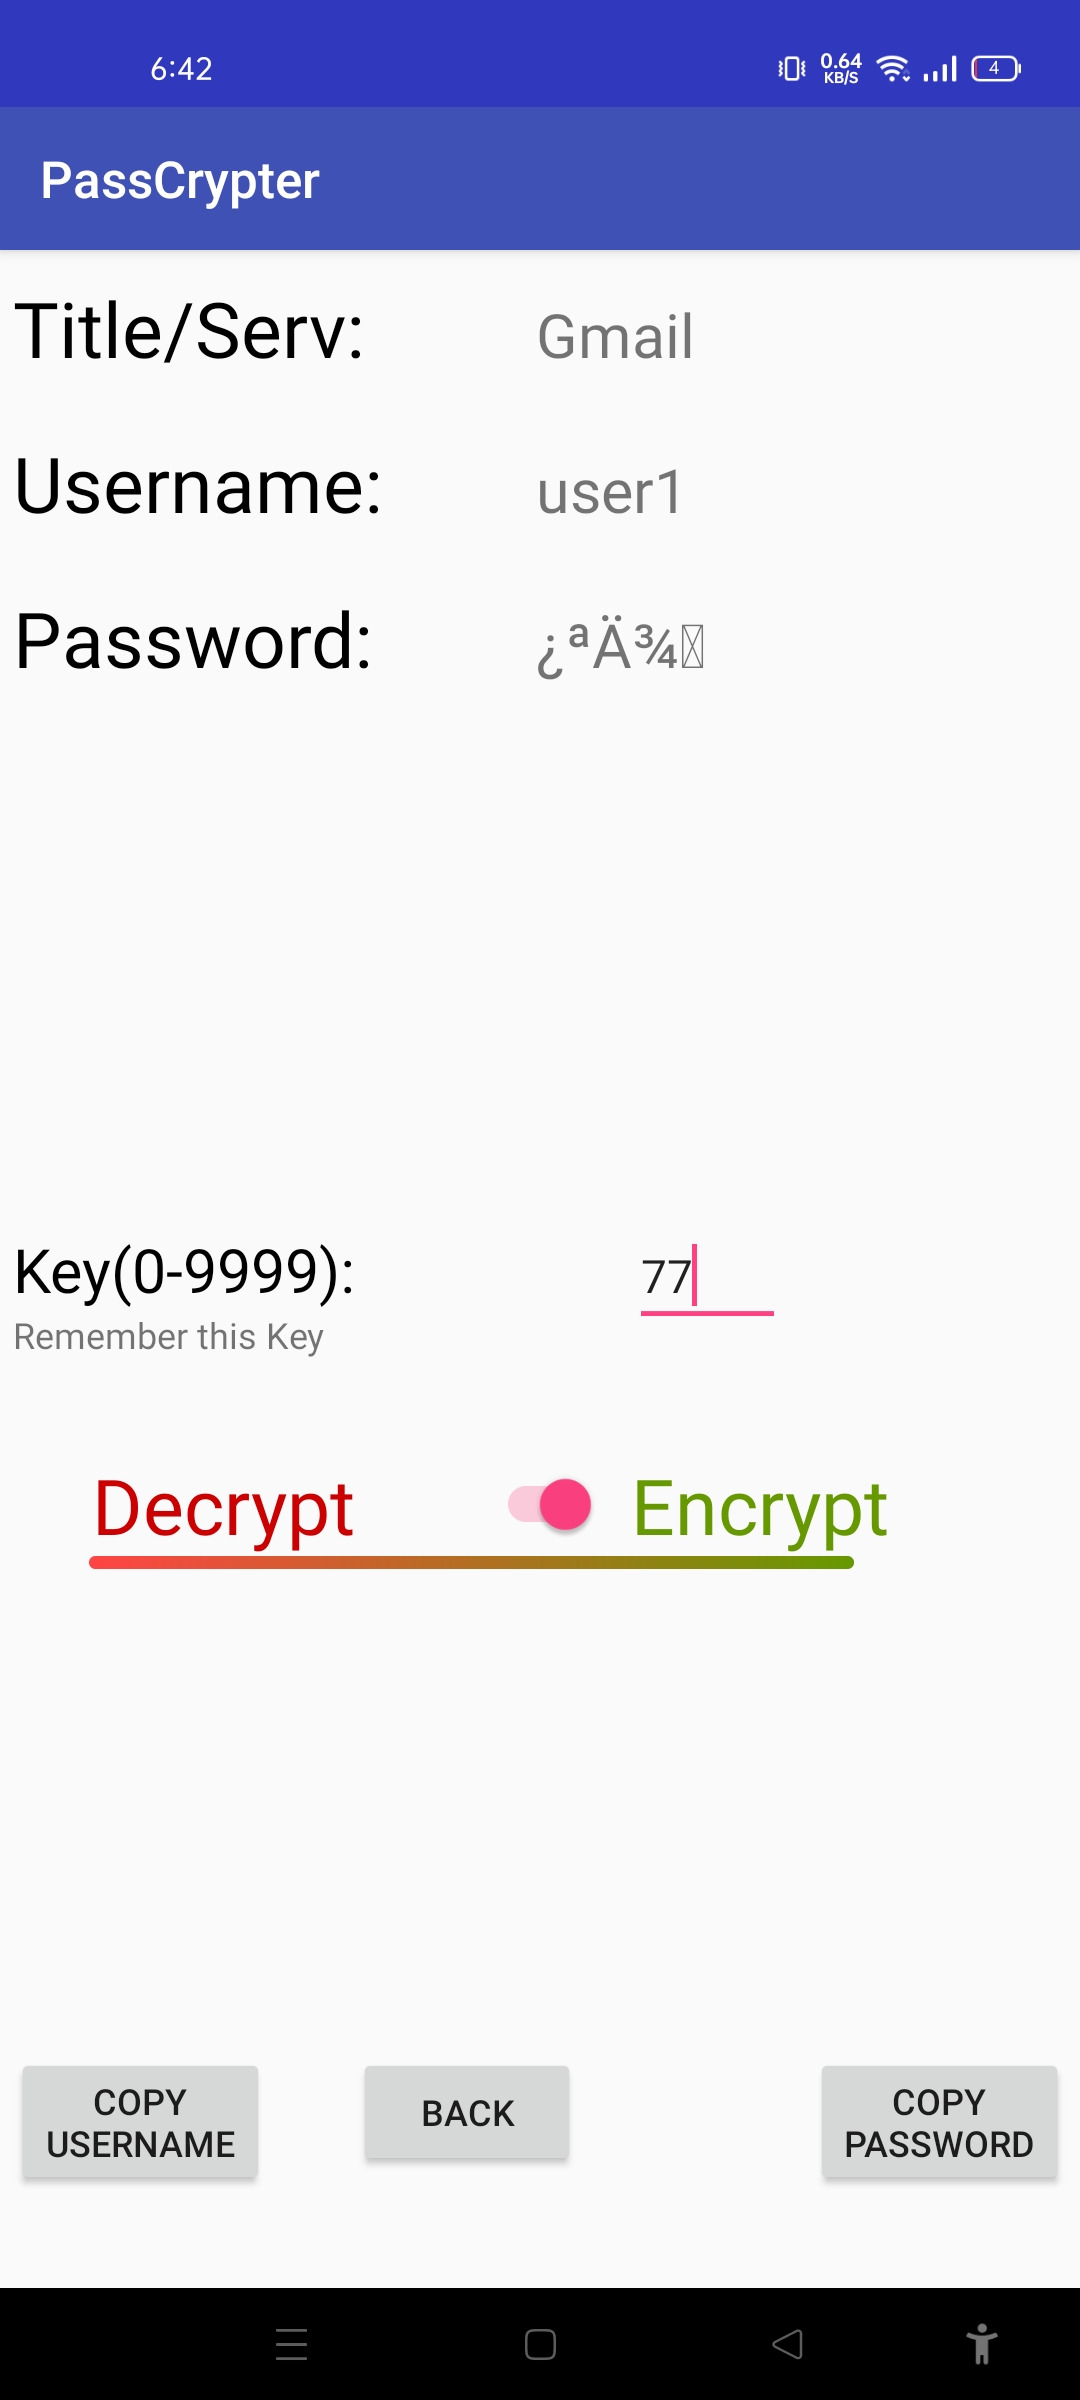 6:42
0.64
KB/S
4
PassCrypter
Title/Serv: Gmail
Username: user1
Password: ¿ªÄ¾
Key(0-9999): 77
Remember this Key
Decrypt Encrypt
COPY USERNAME
BACK
COPY PASSWORD